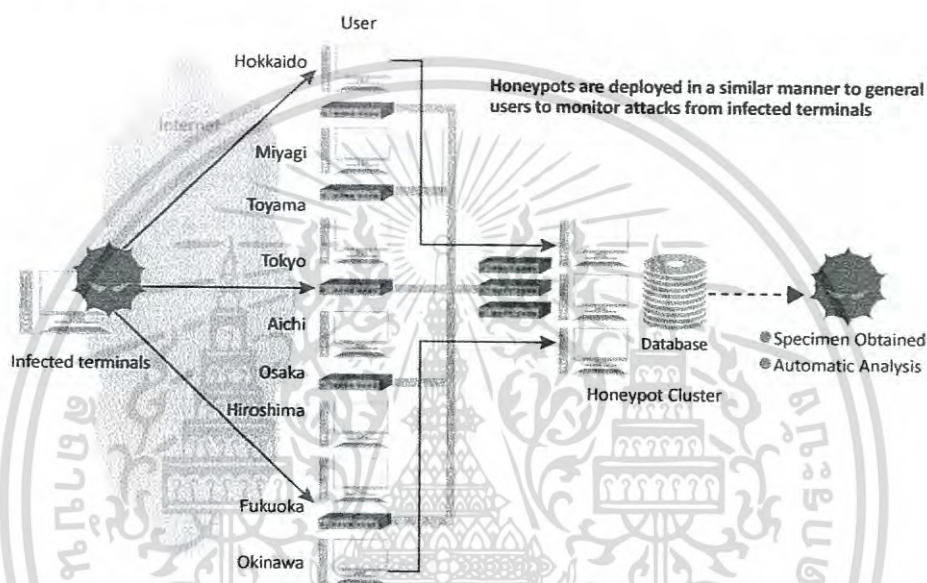 User
Hokkaido
Honeypots are deployed in a similar manner to general
users to monitor attacks from infected terminals
Internet
Miyagi
Toyama
Tokyo
Aichi
Osaka
Hiroshima
Fukuoka
Okinawa
Infected terminals
Database
Honeypot Cluster
Specimen Obtained
Automatic Analysis